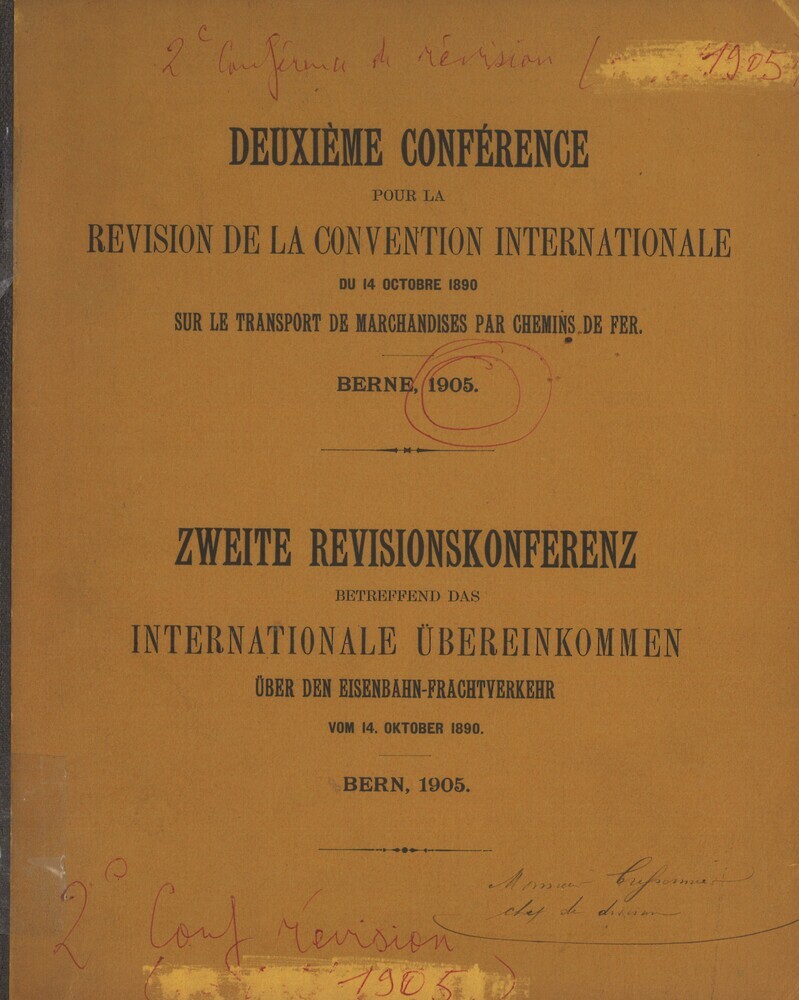 2e Conférence de révision ( 1905
DEUXIÈME CONFÉRENCE
POUR LA
REVISION DE LA CONVENTION INTERNATIONALE
DU 14 OCTOBRE 1890
SUR LE TRANSPORT DE MARCHANDISES PAR CHEMINS DE FER.
BERNE, 1905.
ZWEITE REVISIONSKONFERENZ
BETREFFEND DAS
INTERNATIONALE ÜBEREINKOMMEN
ÜBER DEN EISENBAHN-FRACHTVERKEHR
VOM 14. OKTOBER 1890.
BERN, 1905.
Monsieur
chef de division
2e Conf révision
( 1905 )